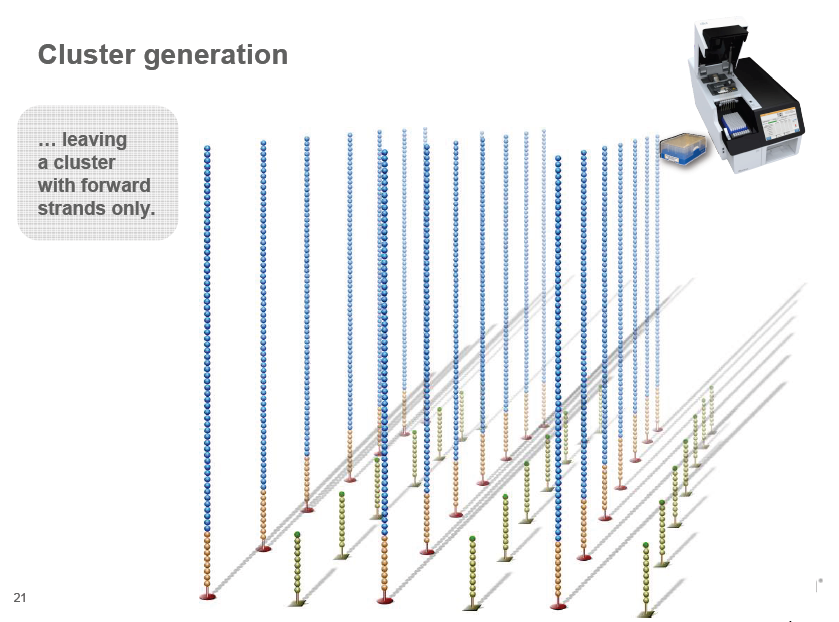 Cluster generation
… leaving
a cluster
with forward
strands only.
21